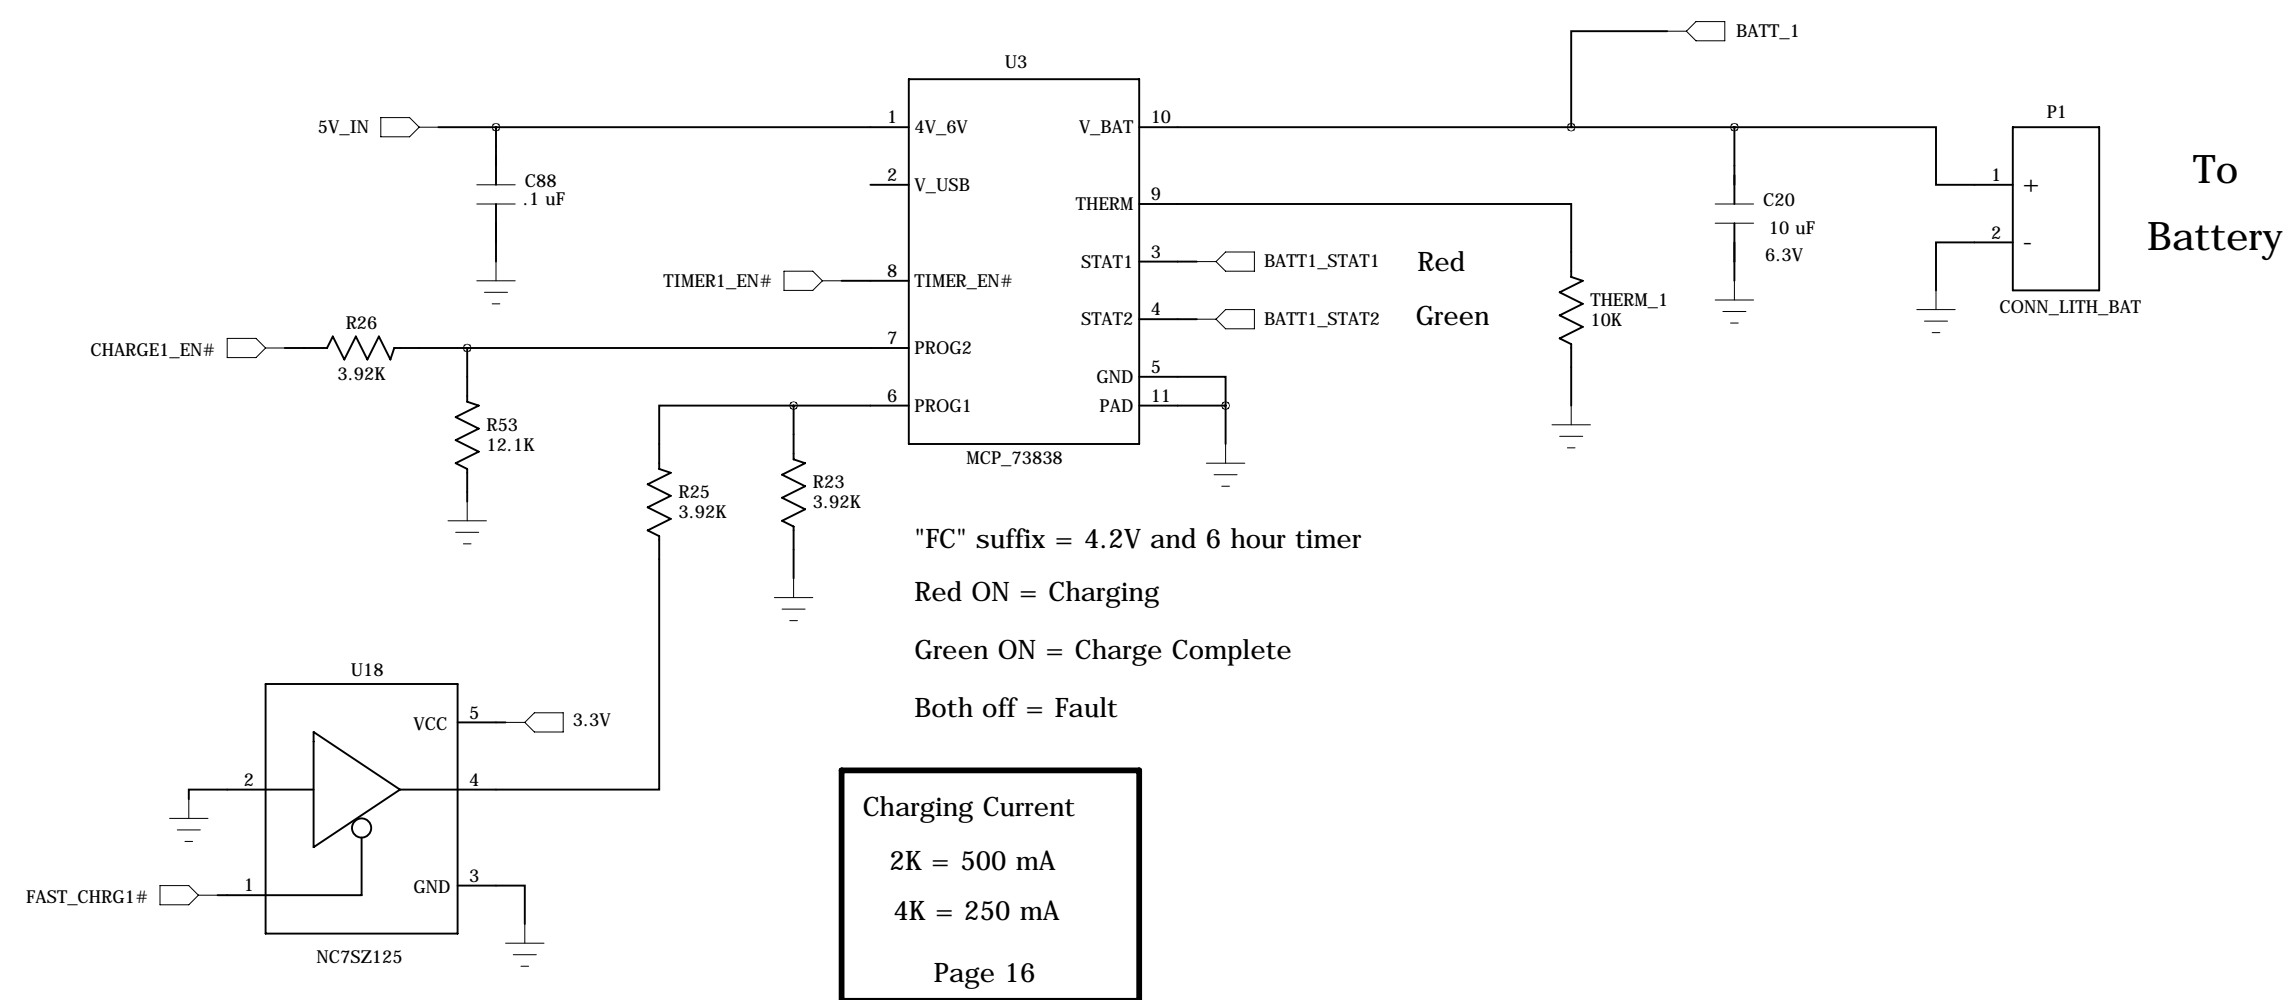 BATT_1
U3
P1
5V_IN
1
4V_6V
V_BAT
10
C88
.1 uF
2
V_USB
1
+
To
THERM
9
C20
10 uF
6.3V
2
-
Battery
STAT1
3
BATT1_STAT1
Red
TIMER1_EN#
8
TIMER_EN#
THERM_1
10K
CONN_LITH_BAT
STAT2
4
BATT1_STAT2
Green
R26
3.92K
CHARGE1_EN#
7
PROG2
GND
5
6
PROG1
PAD
11
R53
12.1K
MCP_73838
R25
3.92K
R23
3.92K
"FC" suffix = 4.2V and 6 hour timer
Red ON = Charging
Green ON = Charge Complete
Both off = Fault
U18
VCC
5
3.3V
2
4
GND
3
FAST_CHRG1#
1
NC7SZ125
Charging Current
2K = 500 mA
4K = 250 mA
Page 16